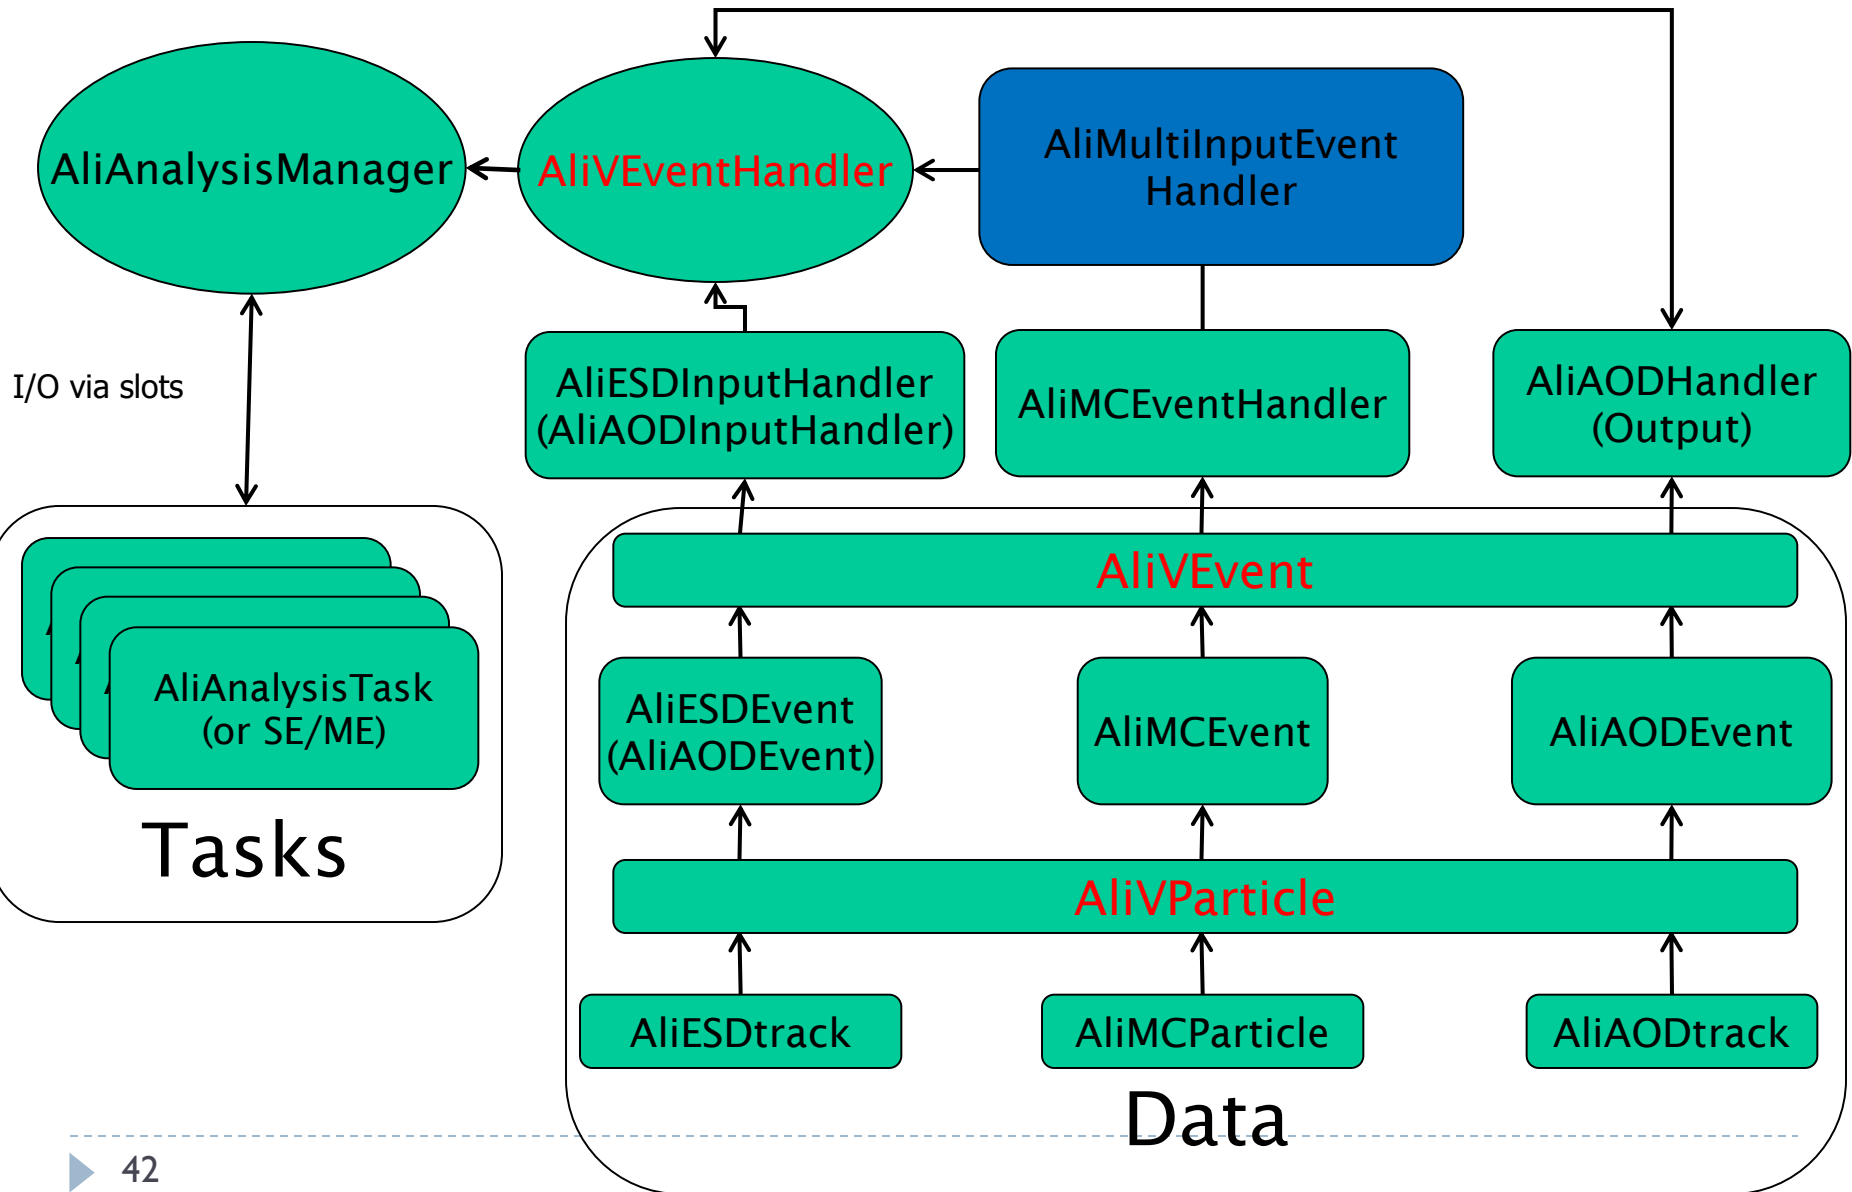 AliAnalysisManager
AliVEventHandler
AliMultiInputEvent
Handler
I/O via slots
AliESDInputHandler
(AliAODInputHandler)
AliMCEventHandler
AliAODHandler
(Output)
AliVEvent
AliAnalysisTask
(or SE/ME)
Tasks
AliESDEvent
(AliAODEvent)
AliMCEvent
AliAODEvent
AliVParticle
AliESDtrack
AliMCParticle
AliAODtrack
Data
42